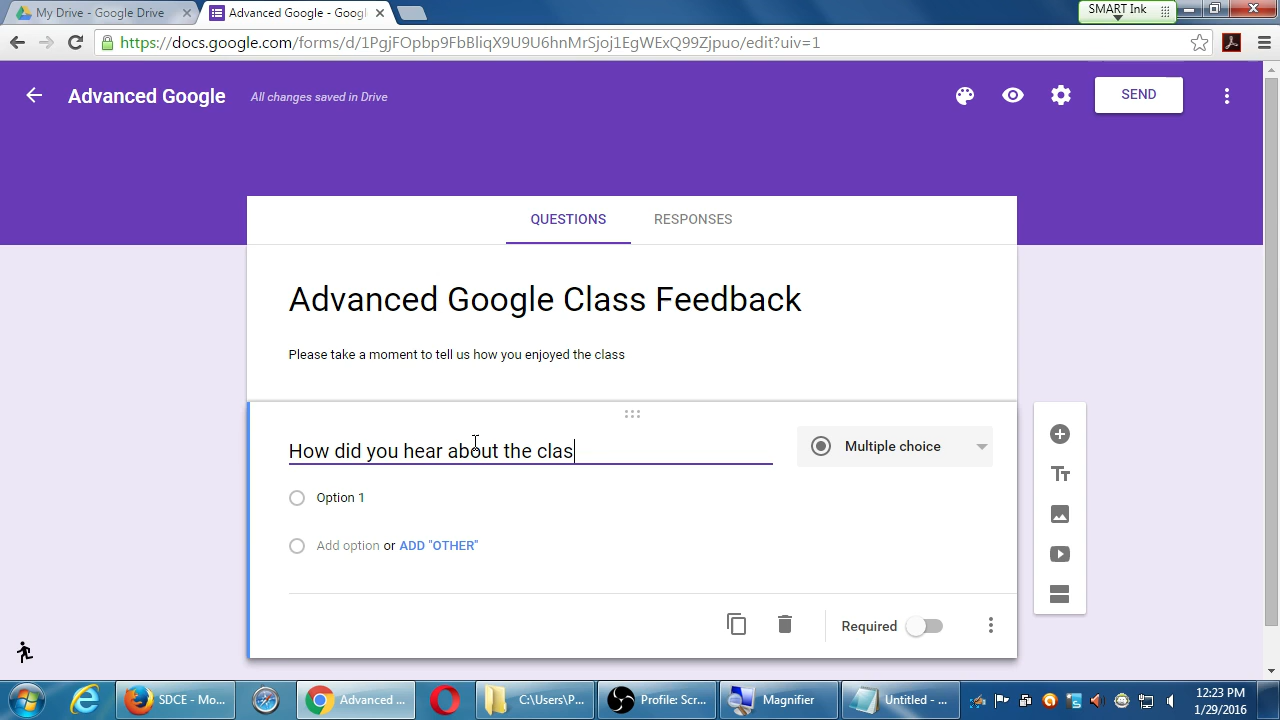 My Drive - Google Drive
Advanced Google - Googl
SMART Ink
https://docs.google.com/forms/d/1PgjFOpbp9FbBliqX9U8U6hnMrSjoj1EgWExQ99Zjpuo/edit?uiv=1
Advanced Google
All changes saved in Drive
SEND
QUESTIONS
RESPONSES
Advanced Google Class Feedback
Please take a moment to tell us how you enjoyed the class
How did you hear about the clas
Multiple choice
Option 1
Add option or ADD "OTHER"
Required
SDCE - Mo...
Advanced ...
C:\Users\P...
Profile: Scr...
Magnifier
Untitled - ...
12:23 PM
1/29/2016